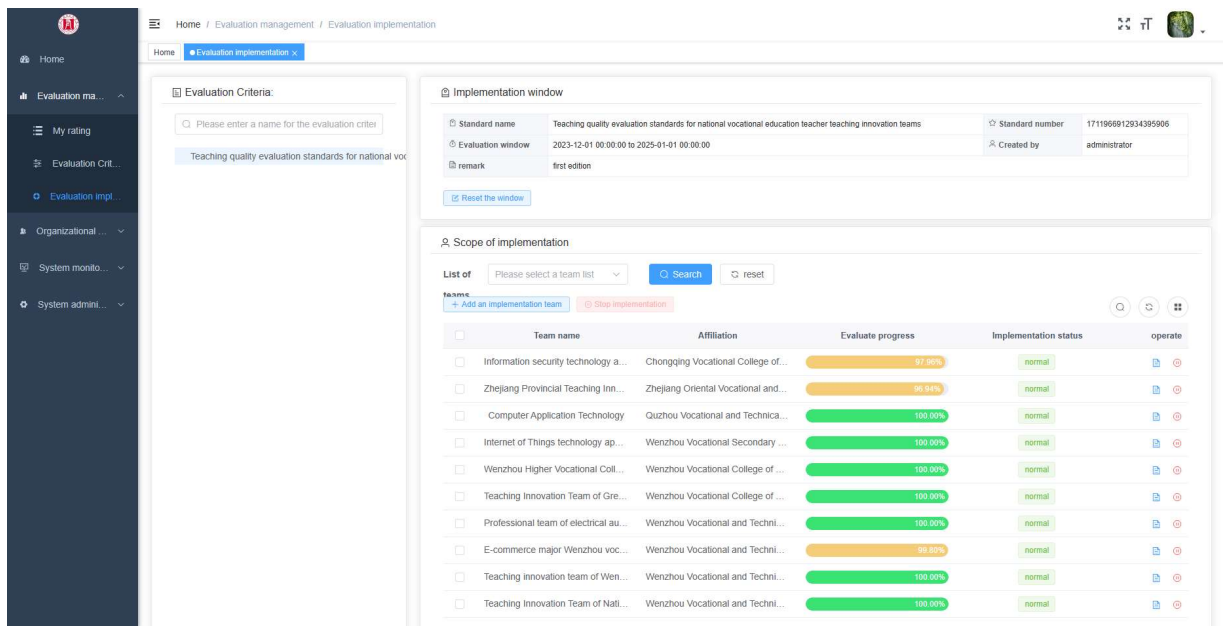 Home / Evaluation management / Evaluation implementation
Home
Evaluation implementation ×
Home
Evaluation ma...
My rating
Evaluation Crit...
Evaluation impl...
Organizational ...
System monito...
System admini...
Evaluation Criteria:
Please enter a name for the evaluation criter
Teaching quality evaluation standards for national voc
Implementation window
Standard name Teaching quality evaluation standards for national vocational education teacher teaching innovation teams Standard number 1711966912934395906
Evaluation window 2023-12-01 00:00:00 to 2025-01-01 00:00:00 Created by administrator
remark first edition
Reset the window
Scope of implementation
List of teams Please select a team list Search reset
+ Add an implementation team Stop implementation
Team name Affiliation Evaluate progress Implementation status operate
Information security technology a... Chongqing Vocational College of... 97.96% normal
Zhejiang Provincial Teaching Inn... Zhejiang Oriental Vocational and... 96.94% normal
Computer Application Technology Quzhou Vocational and Technica... 100.00% normal
Internet of Things technology ap... Wenzhou Vocational Secondary ... 100.00% normal
Wenzhou Higher Vocational Coll... Wenzhou Vocational College of ... 100.00% normal
Teaching Innovation Team of Gre... Wenzhou Vocational College of ... 100.00% normal
Professional team of electrical au... Wenzhou Vocational and Techni... 100.00% normal
E-commerce major Wenzhou voc... Wenzhou Vocational and Techni... 99.80% normal
Teaching innovation team of Wen... Wenzhou Vocational and Techni... 100.00% normal
Teaching Innovation Team of Nati... Wenzhou Vocational and Techni... 100.00% normal